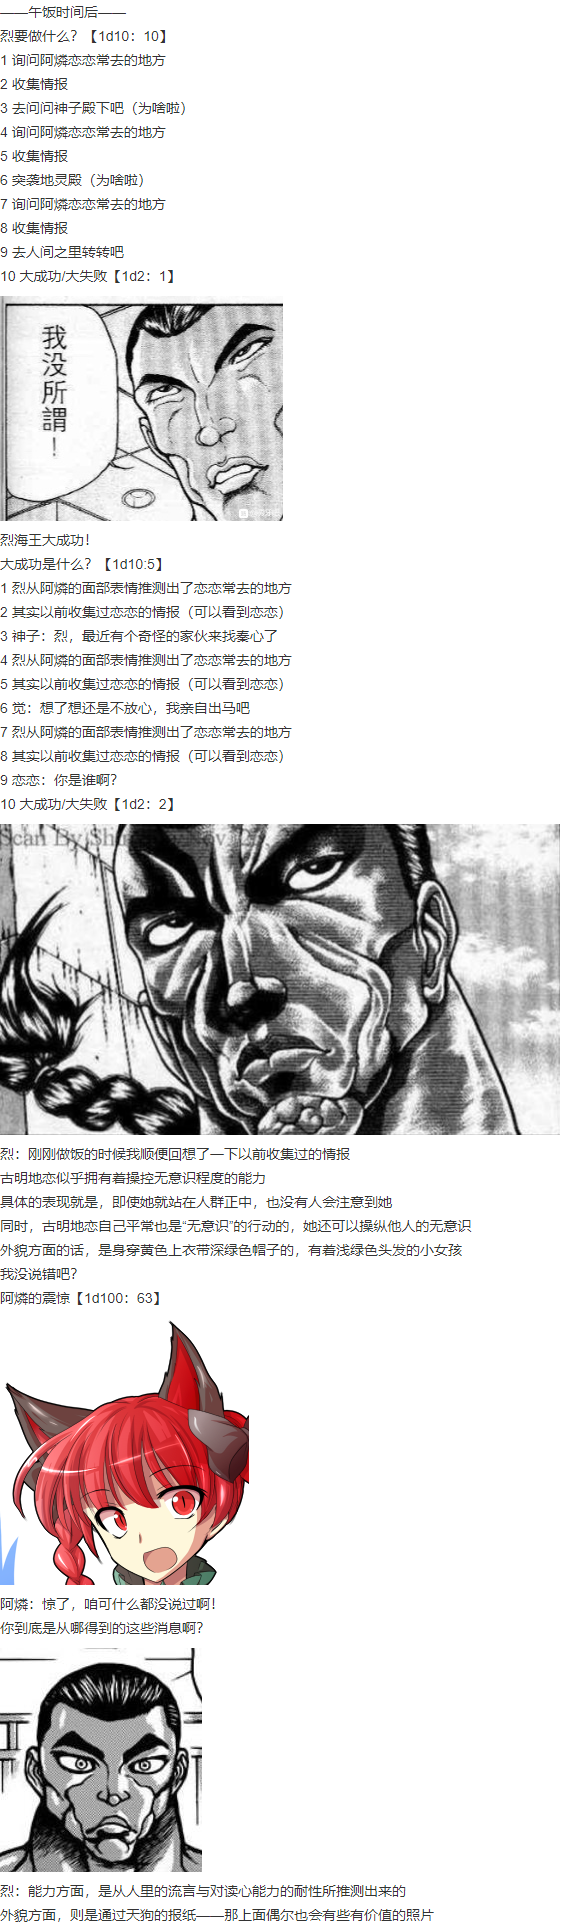 ——午饭时间后——
烈要做什么？【1d10：10】
1 询问阿燐恋恋常去的地方
2 收集情报
3 去问问神子殿下吧（为啥啦）
4 询问阿燐恋恋常去的地方
5 收集情报
6 突袭地灵殿（为啥啦）
7 询问阿燐恋恋常去的地方
8 收集情报
9 去人间之里转转吧
10 大成功/大失败【1d2：1】
我没所謂！
烈海王大成功！
大成功是什么？【1d10:5】
1 烈从阿燐的面部表情推测出了恋恋常去的地方
2 其实以前收集过恋恋的情报（可以看到恋恋）
3 神子：烈，最近有个奇怪的家伙来找秦心了
4 烈从阿燐的面部表情推测出了恋恋常去的地方
5 其实以前收集过恋恋的情报（可以看到恋恋）
6 觉：想了想还是不放心，我亲自出马吧
7 烈从阿燐的面部表情推测出了恋恋常去的地方
8 其实以前收集过恋恋的情报（可以看到恋恋）
9 恋恋：你是谁啊？
10 大成功/大失败【1d2：2】
Scan By
烈：刚刚做饭的时候我顺便回想了一下以前收集过的情报
古明地恋似乎拥有着操控无意识程度的能力
具体的表现就是，即使她就站在人群正中，也没有人会注意到她
同时，古明地恋自己平常也是“无意识”的行动的，她还可以操纵他人的无意识
外貌方面的话，是身穿黄色上衣带深绿色帽子的，有着浅绿色头发的小女孩
我没说错吧？
阿燐的震惊【1d100：63】
阿燐：惊了，咱可什么都没说过啊！
你到底是从哪得到的这些消息啊？
烈：能力方面，是从人里的流言与对读心能力的耐性所推测出来的
外貌方面，则是通过天狗的报纸——那上面偶尔也会有些有价值的照片